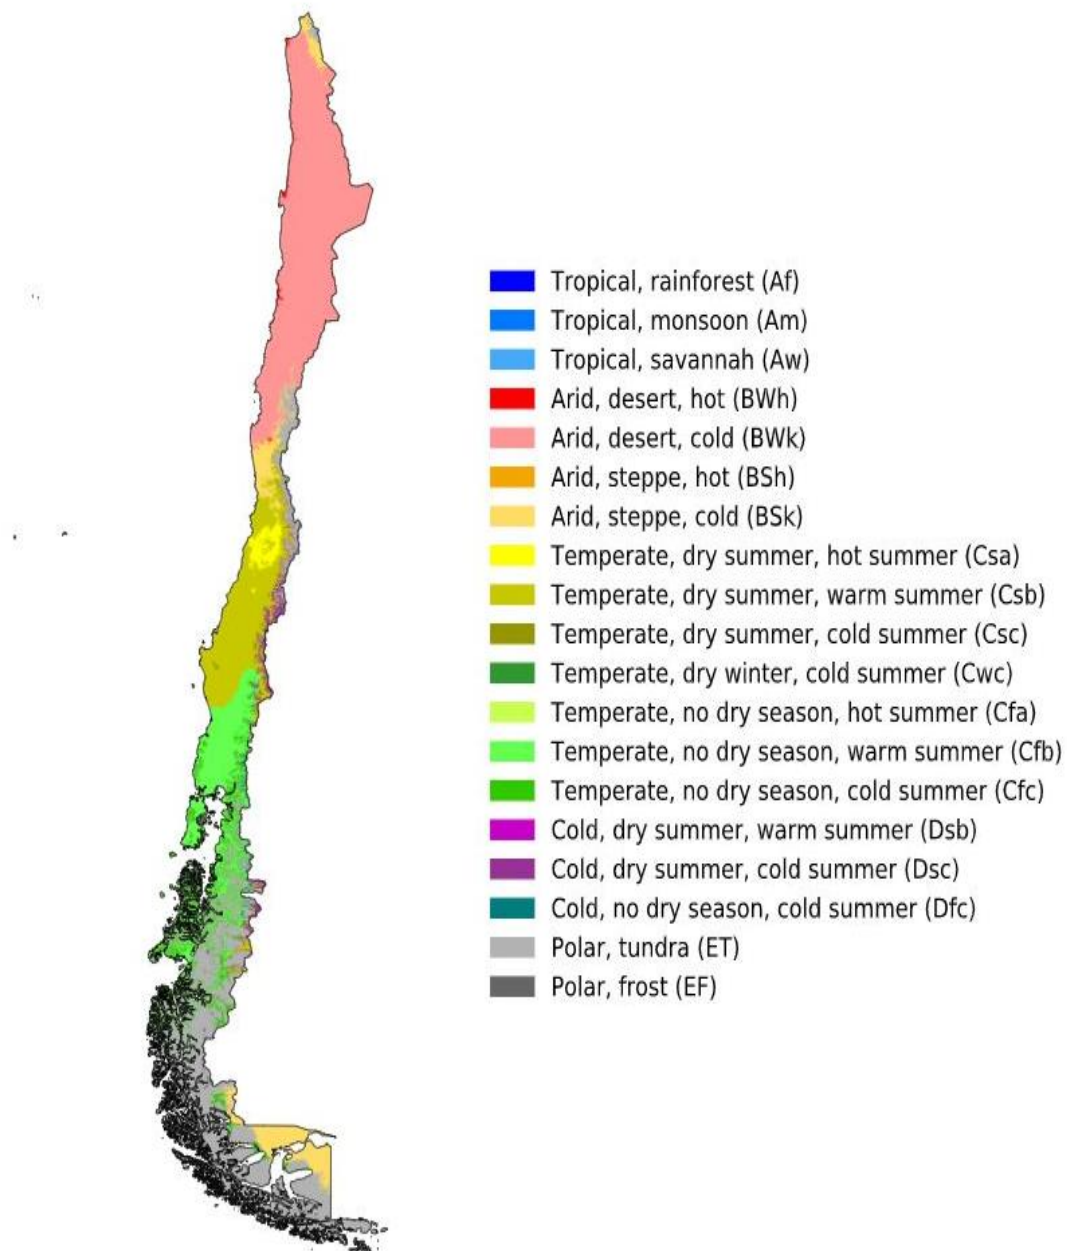 Tropical, rainforest (Af)
Tropical, monsoon (Am)
Tropical, savannah (Aw)
Arid, desert, hot (BWh)
Arid, desert, cold (BWk)
Arid, steppe, hot (BSh)
Arid, steppe, cold (BSk)
Temperate, dry summer, hot summer (Csa)
Temperate, dry summer, warm summer (Csb)
Temperate, dry summer, cold summer (Csc)
Temperate, dry winter, cold summer (Cwc)
Temperate, no dry season, hot summer (Cfa)
Temperate, no dry season, warm summer (Cfb)
Temperate, no dry season, cold summer (Cfc)
Cold, dry summer, warm summer (Dsb)
Cold, dry summer, cold summer (Dsc)
Cold, no dry season, cold summer (Dfc)
Polar, tundra (ET)
Polar, frost (EF)